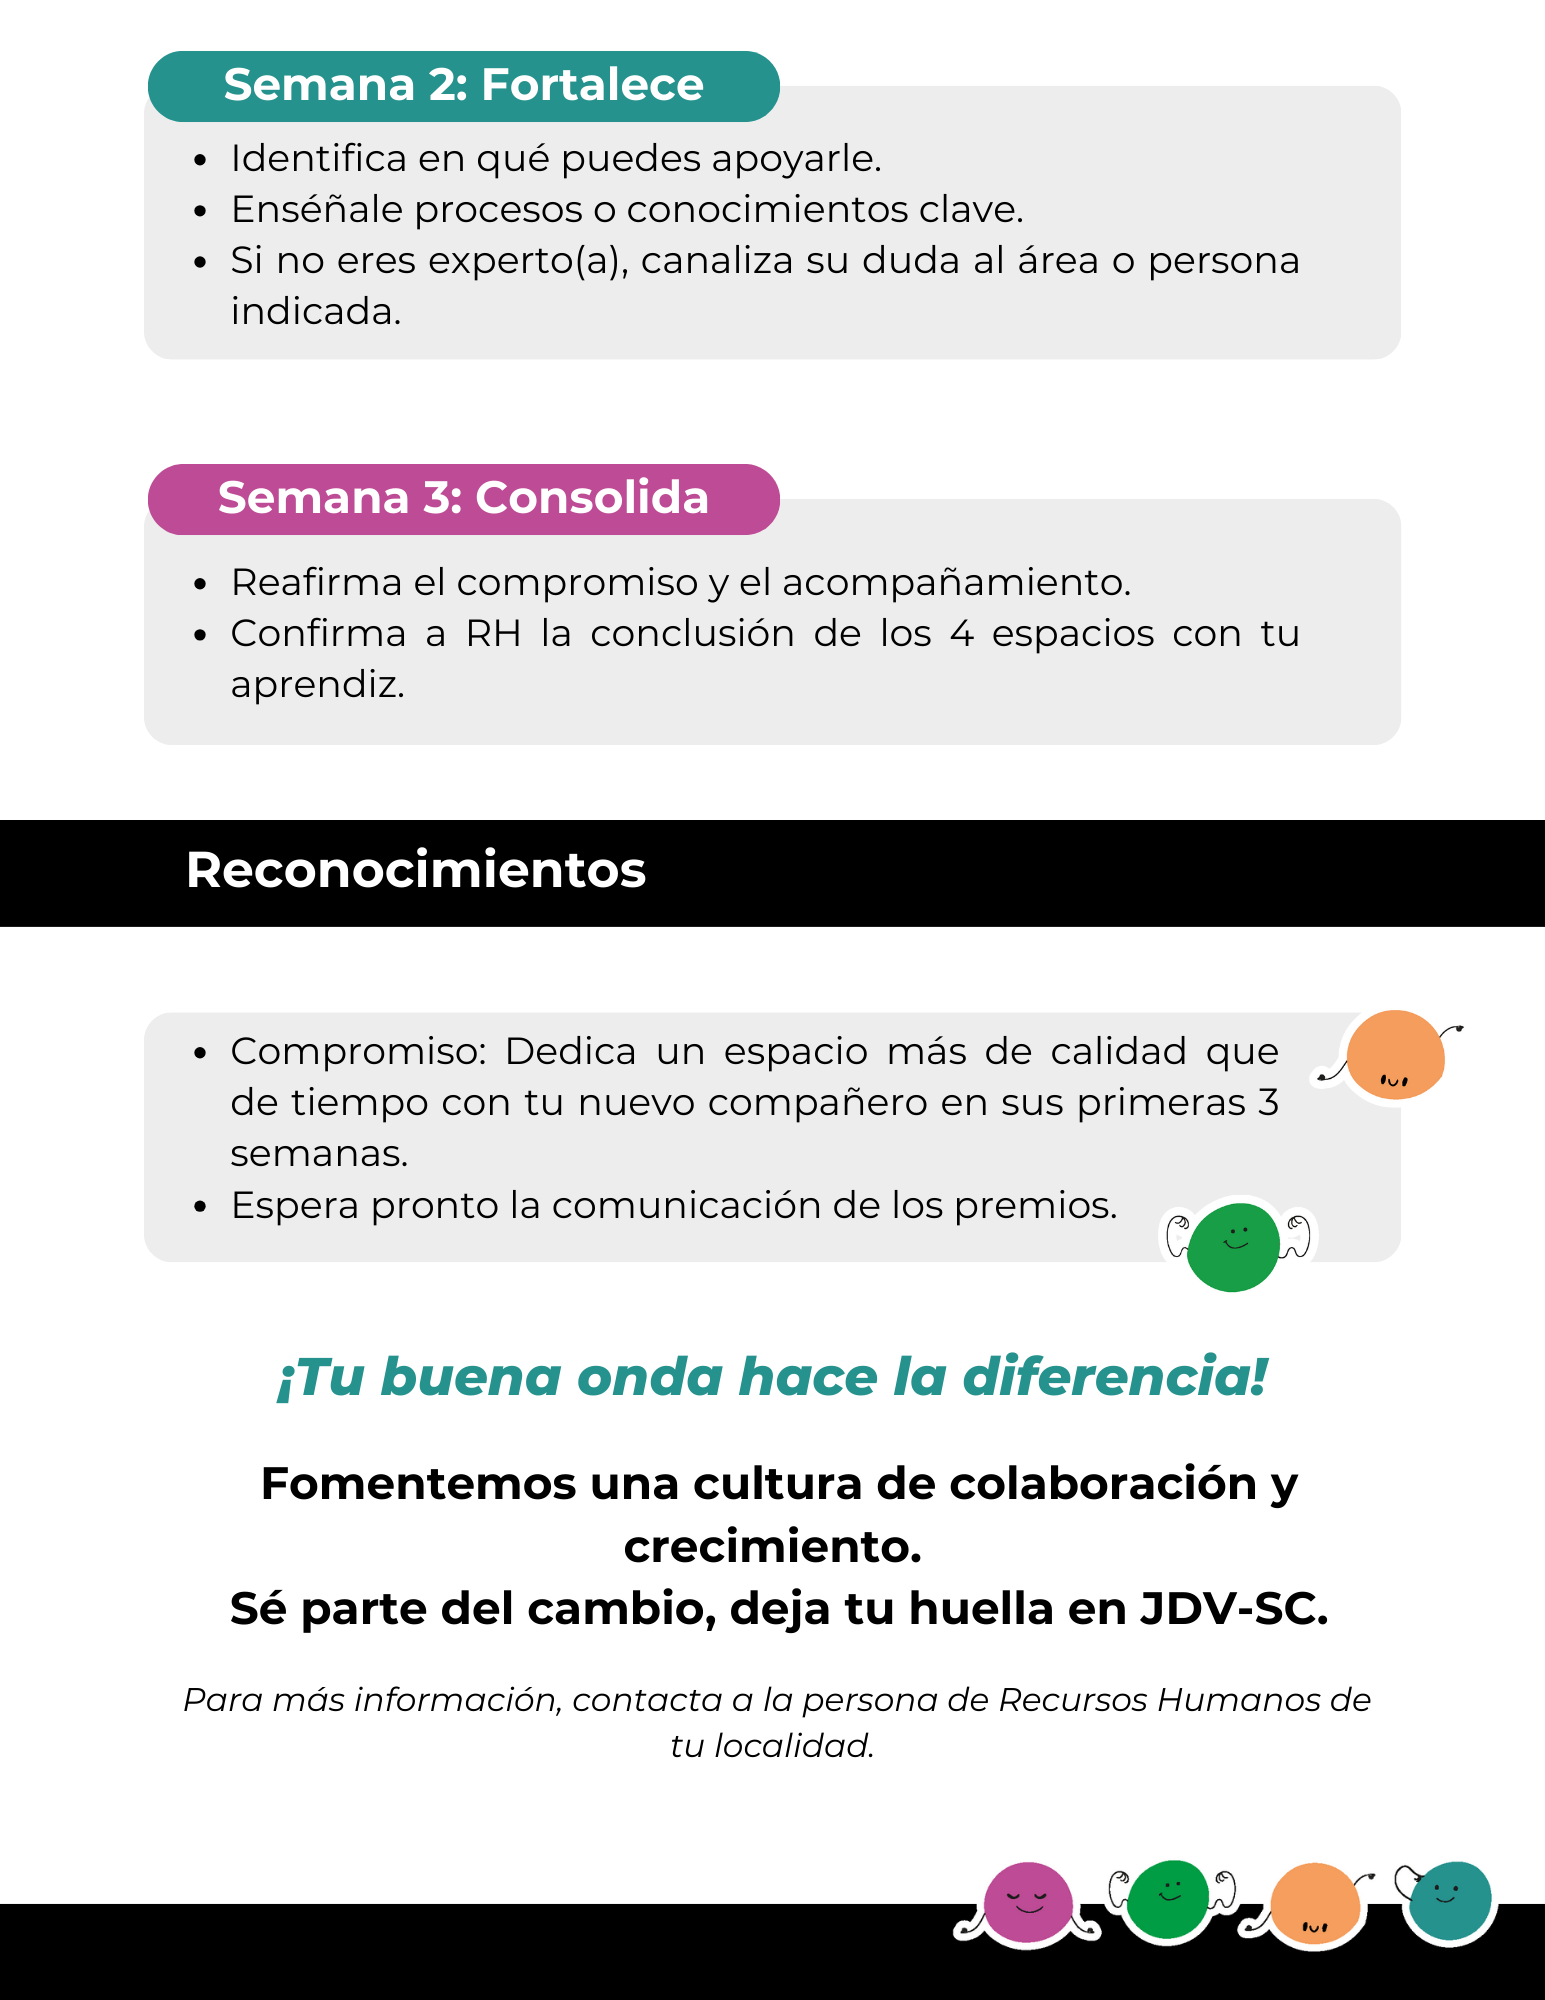 Semana 2: Fortalece
• Identifica en qué puedes apoyarle.
• Enséñale procesos o conocimientos clave.
• Si no eres experto(a), canaliza su duda al área o persona
indicada.
Semana 3: Consolida
• Reafirma el compromiso y el acompañamiento.
• Confirma a RH la conclusión de los 4 espacios con tu
aprendiz.
Reconocimientos
• Compromiso: Dedica un espacio más de calidad que
de tiempo con tu nuevo compañero en sus primeras 3
semanas.
• Espera pronto la comunicación de los premios.
¡Tu buena onda hace la diferencia!
Fomentemos una cultura de colaboración y
crecimiento.
Sé parte del cambio, deja tu huella en JDV-SC.
Para más información, contacta a la persona de Recursos Humanos de
tu localidad.